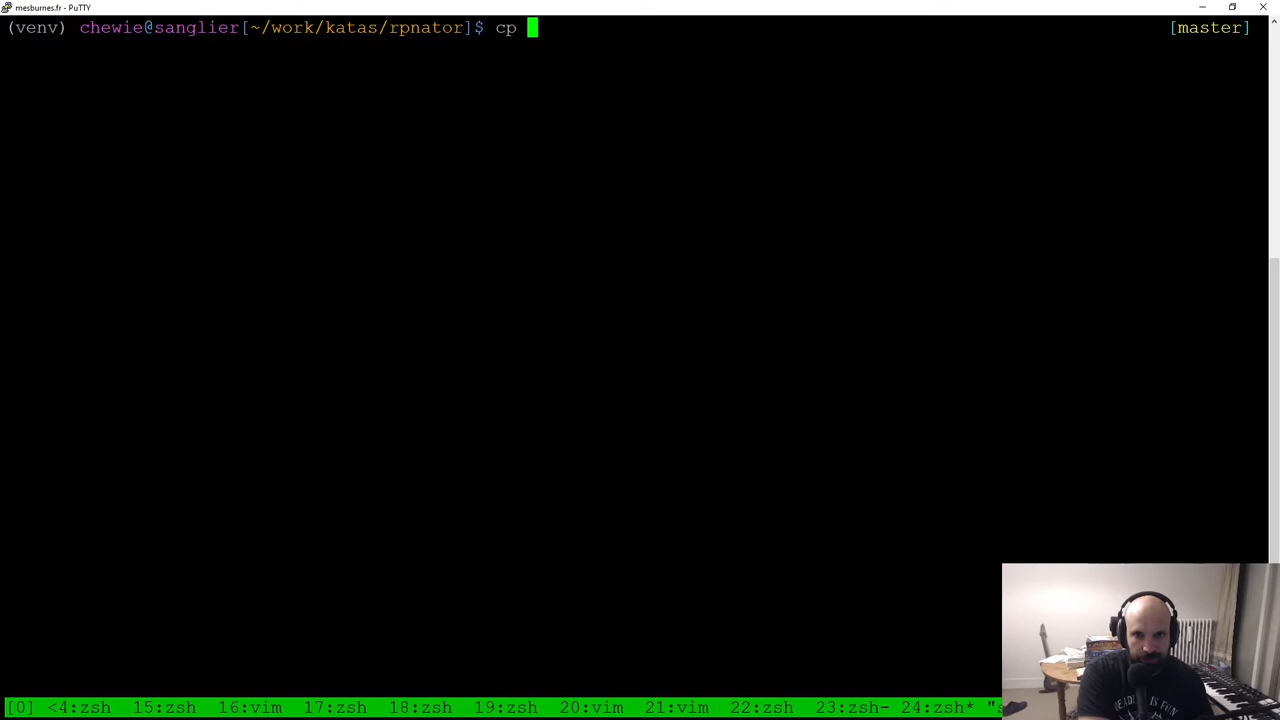 mesburnes.fr - PuTTY
(venv) chewie@sanglier[~/work/katas/rpnator]$ cp
[master]
[0] <4:zsh 15:zsh 16:vim 17:zsh 18:zsh 19:zsh 20:vim 21:vim 22:zsh 23:zsh- 24:zsh* "s